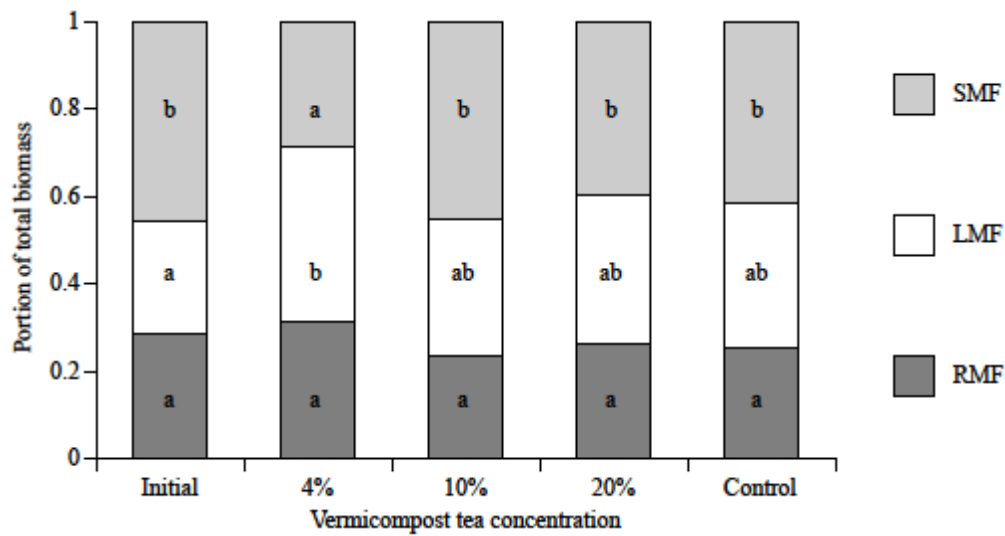 1
0.8
0.6
0.4
0.2
0
Portion of total biomass
b a b b b
a b ab ab ab
a a a a a
Initial 4% 10% 20% Control
Vermicompost tea concentration
SMF
LMF
RMF